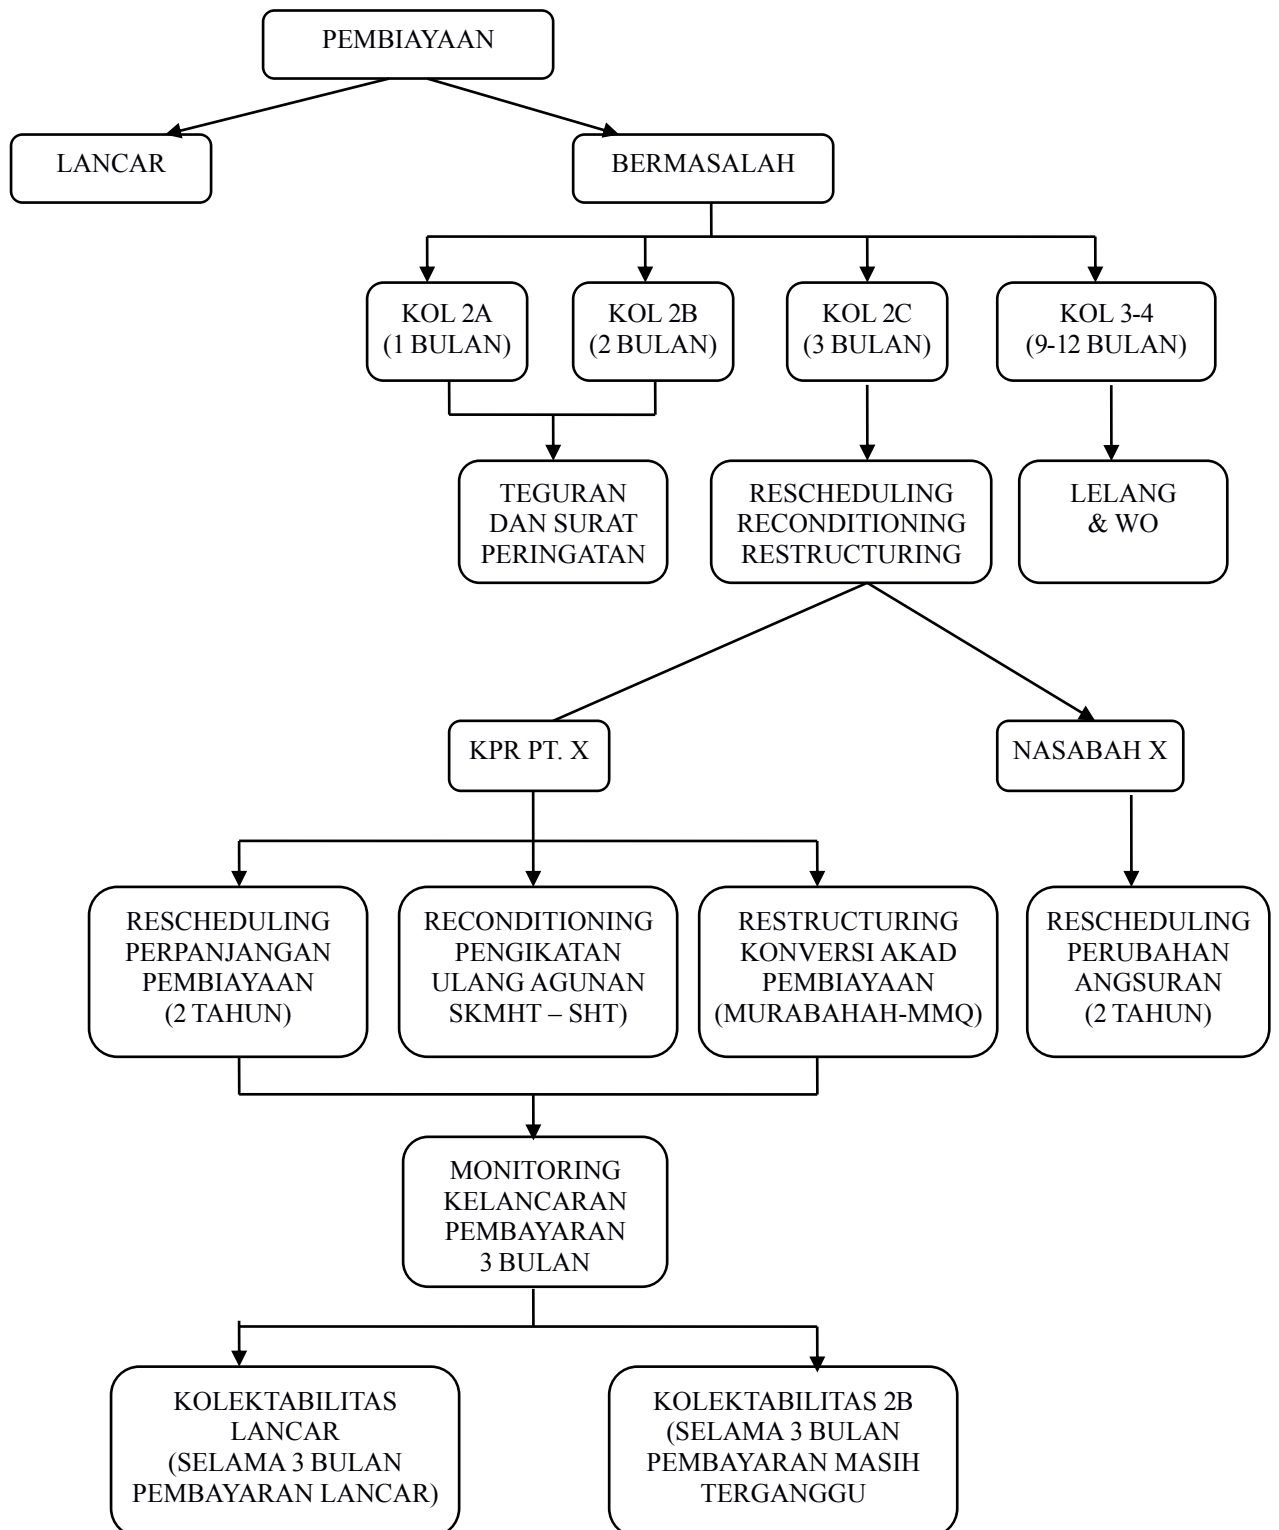 PEMBIAYAAN
LANCAR
BERMASALAH
KOL 2A
(1 BULAN)
KOL 2B
(2 BULAN)
KOL 2C
(3 BULAN)
KOL 3-4
(9-12 BULAN)
TEGURAN
DAN SURAT
PERINGATAN
RESCHEDULING
RECONDITIONING
RESTRUCTURING
LELANG
& WO
KPR PT. X
NASABAH X
RESCHEDULING
PERPANJANGAN
PEMBIAYAAN
(2 TAHUN)
RECONDITIONING
PENGIKATAN
ULANG AGUNAN
SKMHT – SHT)
RESTRUCTURING
KONVERSI AKAD
PEMBIAYAAN
(MURABAHAH-MMQ)
RESCHEDULING
PERUBAHAN
ANGSURAN
(2 TAHUN)
MONITORING
KELANCARAN
PEMBAYARAN
3 BULAN
KOLEKTABILITAS
LANCAR
(SELAMA 3 BULAN
PEMBAYARAN LANCAR)
KOLEKTABILITAS 2B
(SELAMA 3 BULAN
PEMBAYARAN MASIH
TERGANGGU